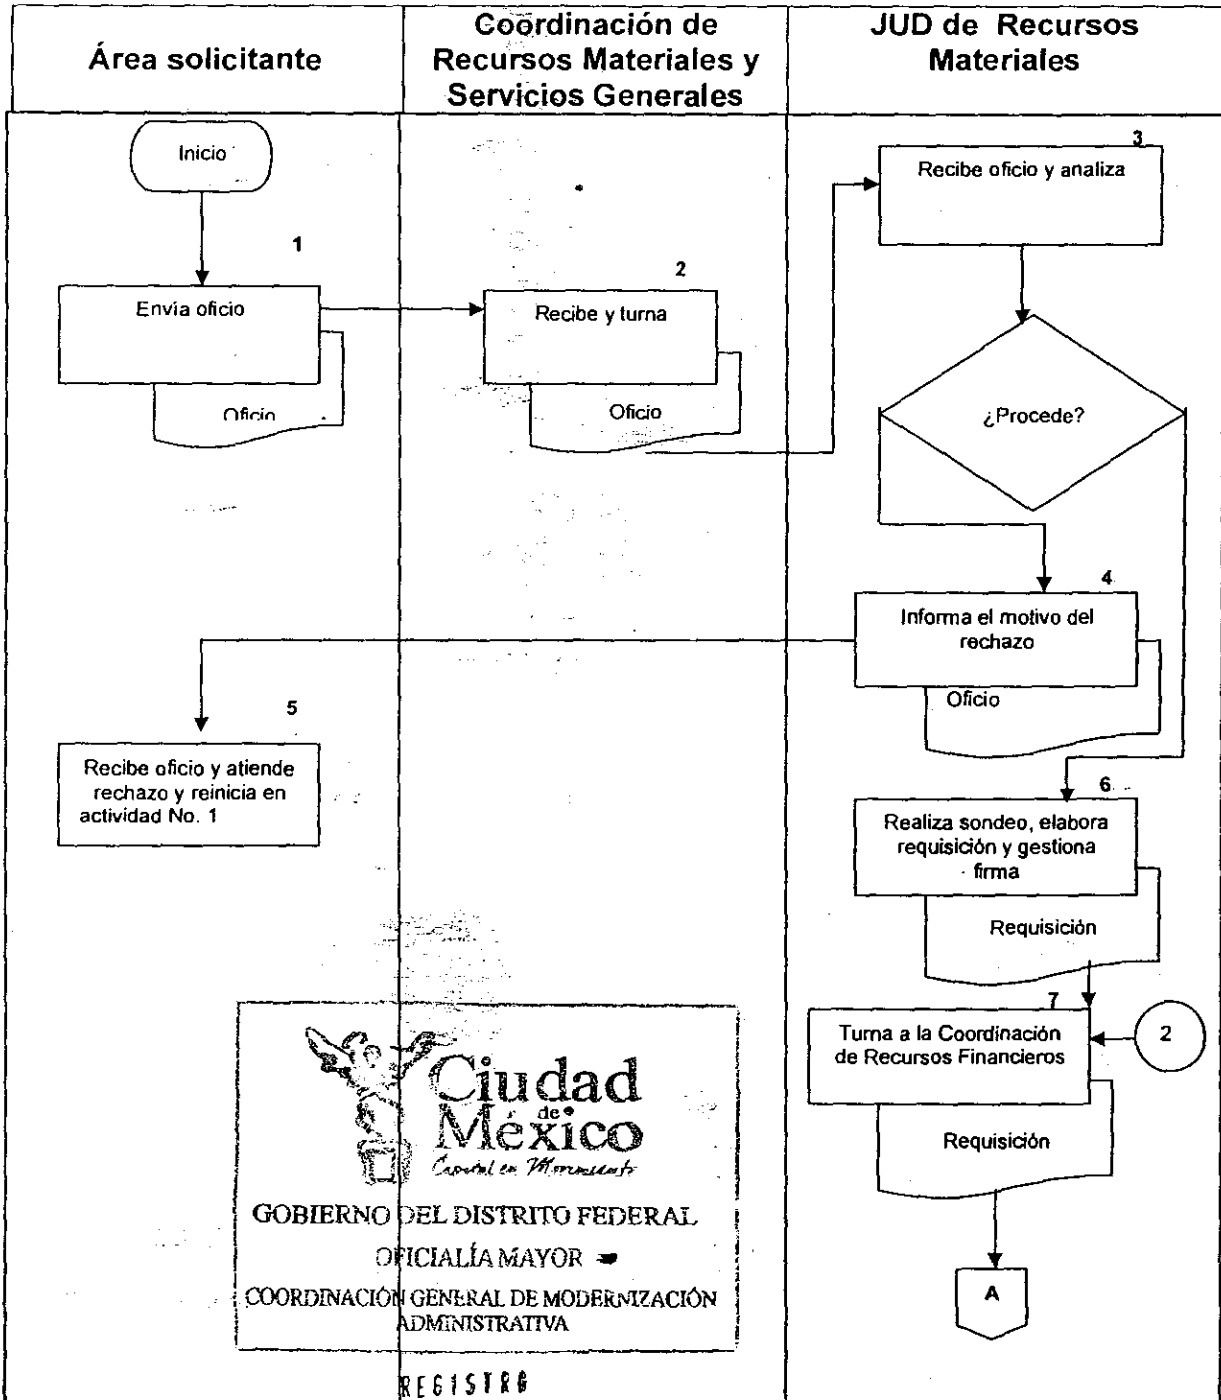 Área solicitante
Coordinación de
Recursos Materiales y
Servicios Generales
JUD de Recursos
Materiales
Inicio
1
Envía oficio
Oficio
2
Recibe y turna
Oficio
3
Recibe oficio y analiza
¿Procede?
4
Informa el motivo del
rechazo
Oficio
5
Recibe oficio y atiende
rechazo y reinicia en
actividad No. 1
6
Realiza sondeo, elabora
requisición y gestiona
firma
Requisición
7
Turna a la Coordinación
de Recursos Financieros
2
Requisición
A
Ciudad
de
México
Capital en Movimiento
GOBIERNO DEL DISTRITO FEDERAL
OFICIALÍA MAYOR
COORDINACIÓN GENERAL DE MODERNIZACIÓN
ADMINISTRATIVA
REGISTRO